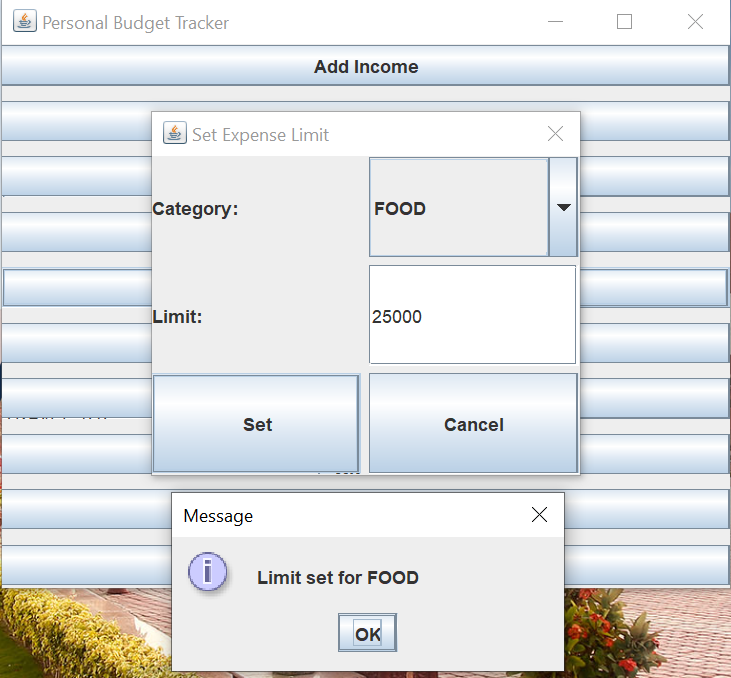 Personal Budget Tracker
Add Income
Set Expense Limit
Category:
FOOD
Limit:
25000
Set
Cancel
Message
Limit set for FOOD
OK